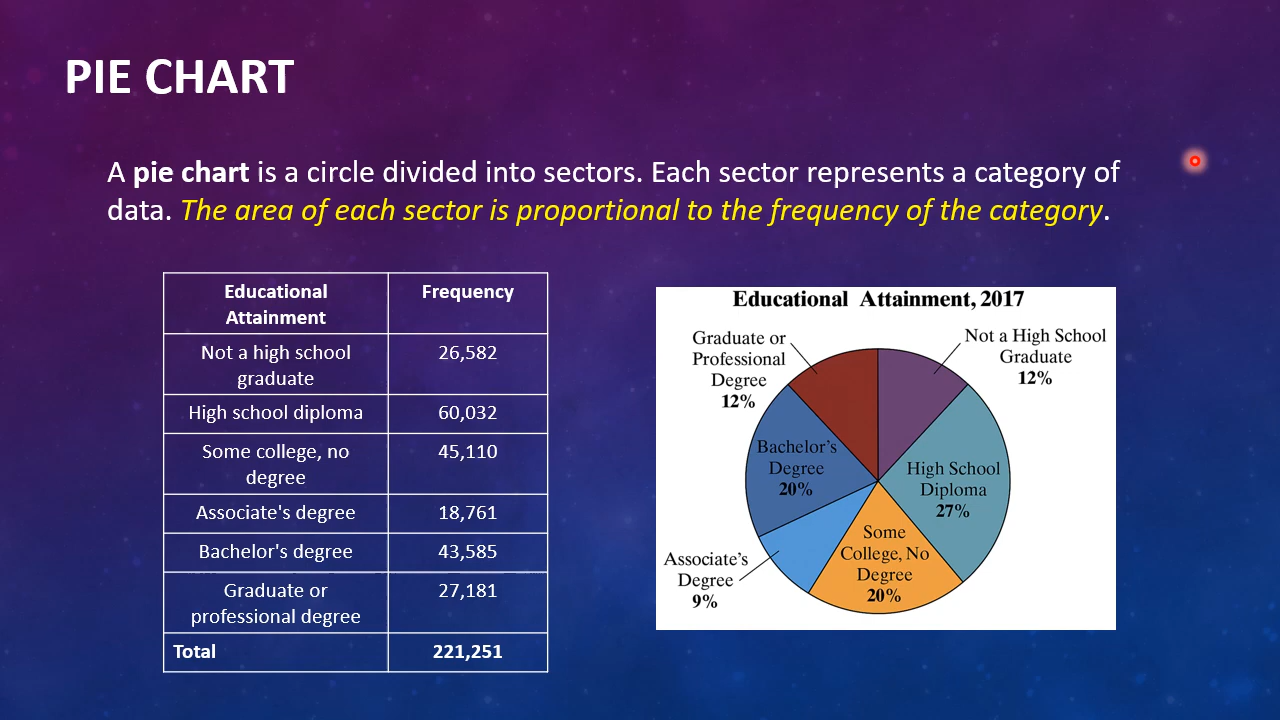 PIE CHART
A pie chart is a circle divided into sectors. Each sector represents a category of
data. The area of each sector is proportional to the frequency of the category.
Educational
Attainment
Frequency
Not a high school
graduate
26,582
High school diploma
60,032
Some college, no
degree
45,110
Associate's degree
18,761
Bachelor's degree
43,585
Graduate or
professional degree
27,181
Total
221,251
Educational Attainment, 2017
Graduate or
Professional
Degree
12%
Not a High School
Graduate
12%
Bachelor's
Degree
20%
High School
Diploma
27%
Some
College, No
Degree
20%
Associate's
Degree
9%